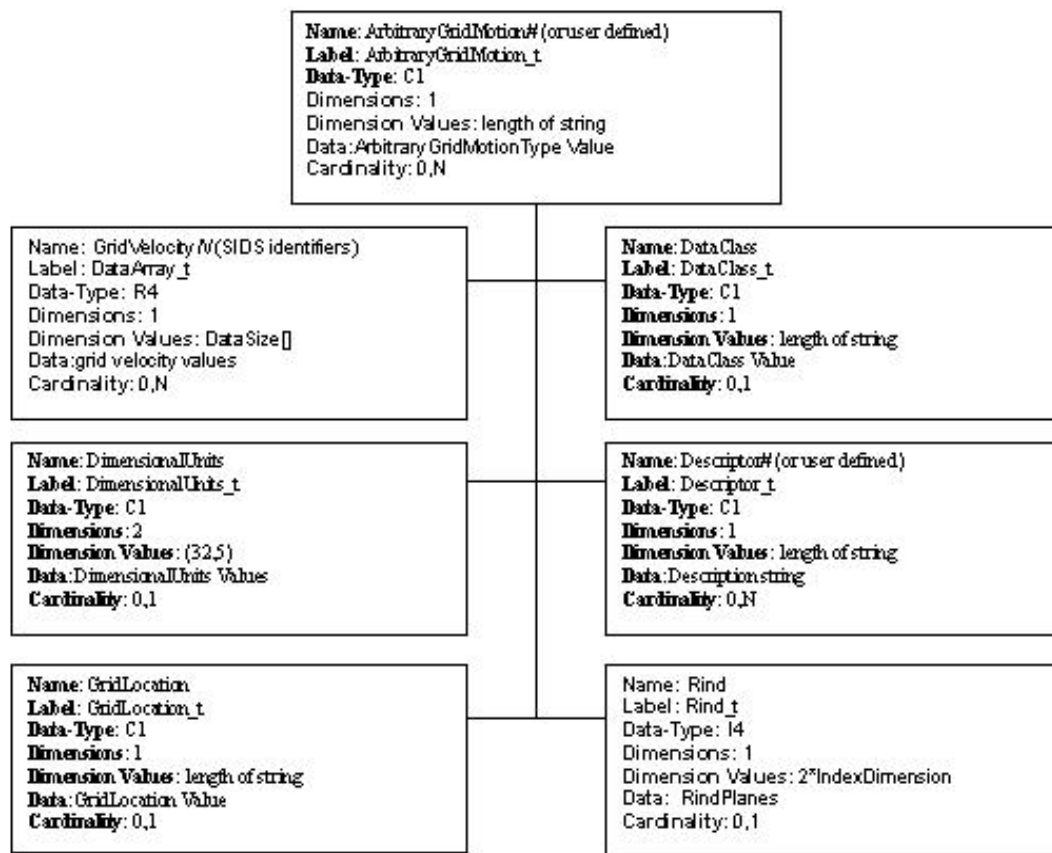 Name: ArbitraryGridMotion# (or user defined)
Label: ArbitraryGridMotion_t
Data-Type: C1
Dimensions: 1
Dimension Values: length of string
Data:ArbitraryGridMotionType Value
Cardinality: 0,N
Name: GridVelocity#/(SIDS identifiers)
Label: DataArray_t
Data-Type: R4
Dimensions: 1
Dimension Values: DataSize[]
Data:grid velocity values
Cardinality: 0,N
Name: DataClass
Label: DataClass_t
Data-Type: C1
Dimensions: 1
Dimension Values: length of string
Data:DataClass Value
Cardinality: 0,1
Name: DimensionalUnits
Label: DimensionalUnits_t
Data-Type: C1
Dimensions: 2
Dimension Values: (32,5)
Data:DimensionalUnits Values
Cardinality: 0,1
Name: Descriptor# (or user defined)
Label: Descriptor_t
Data-Type: C1
Dimensions: 1
Dimension Values: length of string
Data:Description string
Cardinality: 0,N
Name: GridLocation
Label: GridLocation_t
Data-Type: C1
Dimensions: 1
Dimension Values: length of string
Data:GridLocation Value
Cardinality: 0,1
Name: Rind
Label: Rind_t
Data-Type: I4
Dimensions: 1
Dimension Values: 2*IndexDimension
Data: RindPlanes
Cardinality: 0,1